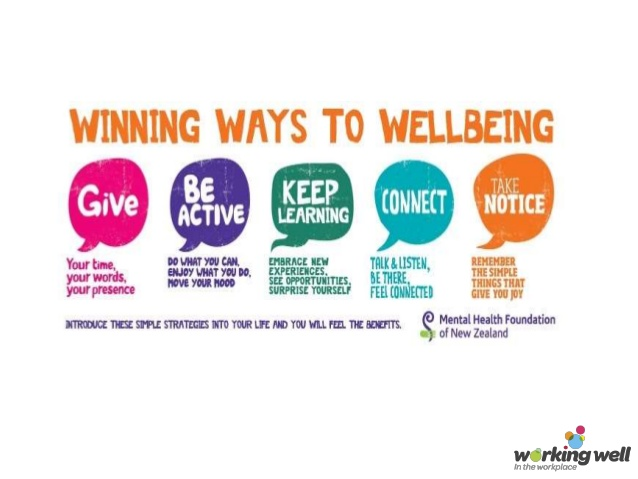 WINNING WAYS TO WELLBEING
Give
Your time,
your words,
your presence
BE
ACTIVE
DO WHAT YOU CAN,
ENJOY WHAT YOU DO,
MOVE YOUR MOOD
KEEP
LEARNING
EMBRACE NEW
EXPERIENCES,
SEE OPPORTUNITIES,
SURPRISE YOURSELF
CONNECT
TALK & LISTEN,
BE THERE,
FEEL CONNECTED
TAKE
NOTICE
REMEMBER
THE SIMPLE
THINGS THAT
GIVE YOU JOY
INTRODUCE THESE SIMPLE STRATEGIES INTO YOUR LIFE AND YOU WILL FEEL THE BENEFITS.
Mental Health Foundation
of New Zealand
working well
In the workplace